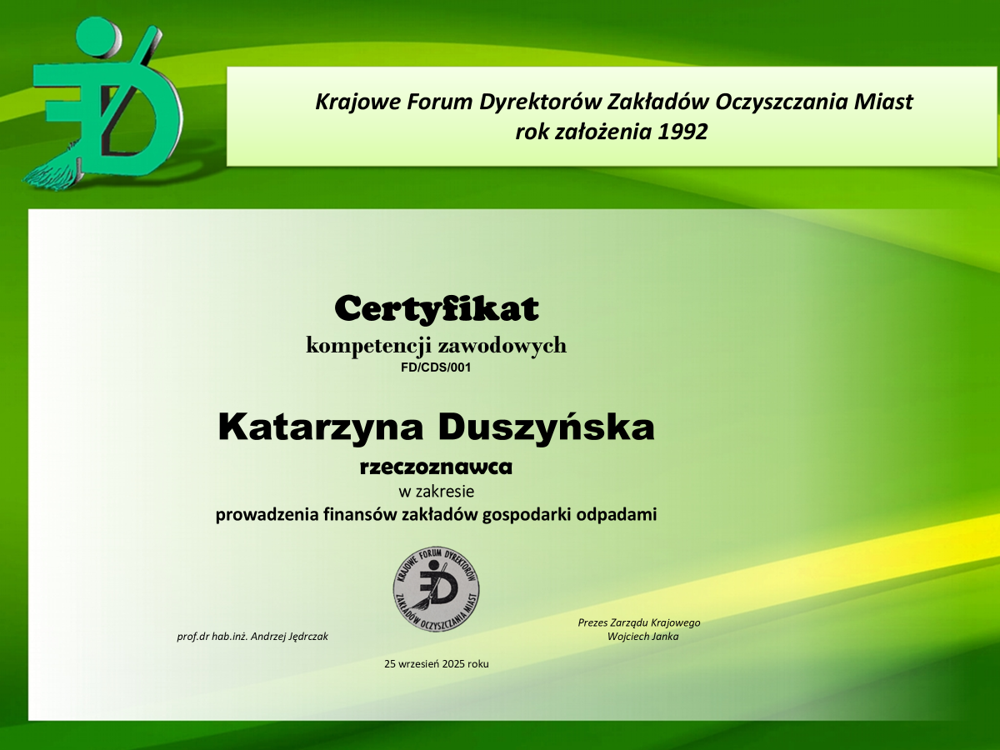 Krajowe Forum Dyrektorów Zakładów Oczyszczania Miast
rok założenia 1992
Certyfikat
kompetencji zawodowych
FD/CDS/001
Katarzyna Duszyńska
rzeczoznawca
w zakresie
prowadzenia finansów zakładów gospodarki odpadami
KRAJOWE FORUM DYREKTORÓW
ZAKŁADÓW OCZYSZCZANIA MIAST
prof.dr hab.inż. Andrzej Jędrczak
Prezes Zarządu Krajowego
Wojciech Janka
25 wrzesień 2025 roku